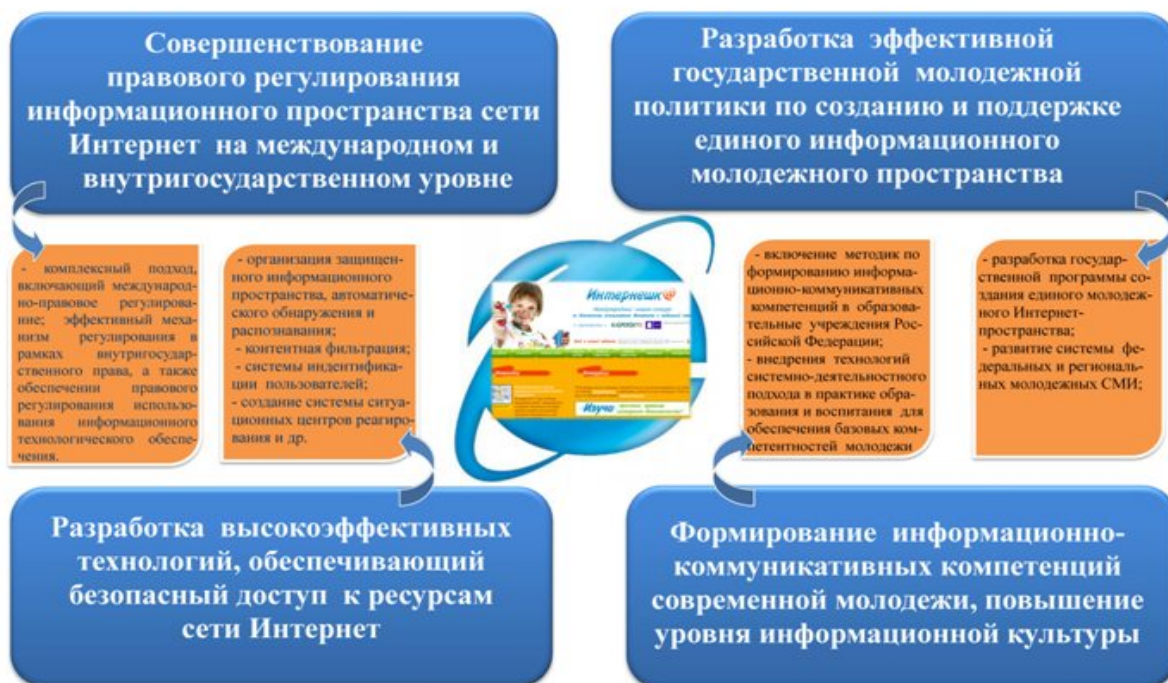 Совершенствование
правового регулирования
информационного пространства сети
Интернет на международном и
внутригосударственном уровне
Разработка эффективной
государственной молодежной
политики по созданию и поддержке
единого информационного
молодежного пространства
- комплексный подход,
включающий международ-
но-правовое регулирова-
ние; эффективный меха-
низм регулирования в
рамках внутригосудар-
ственного права, а также
обеспечении правового
регулирования использо-
вания информационного
технологического обеспе-
чения.
- организация защищен-
ного информационного
пространства, автоматиче-
ского обнаружения и
распознавания;
- контентная фильтрация;
- системы индентифика-
ции пользователей;
- создание системы ситуа-
ционных центров реагиро-
вания и др.
Интернешк@
Изучи
- включение методик по
формированию информа-
ционно-коммуникативных
компетенций в образова-
тельные учреждения Рос-
сийской Федерации;
- внедрения технологий
системно-деятельностного
подхода в практике обра-
зования и воспитания для
обеспечения базовых ком-
петентностей молодежи
- разработка государ-
ственной программы со-
здания единого молодеж-
ного Интернет-
пространства;
- развитие системы фе-
деральных и региональ-
ных молодежных СМИ;
Разработка высокоэффективных
технологий, обеспечивающий
безопасный доступ к ресурсам
сети Интернет
Формирование информационно-
коммуникативных компетенций
современной молодежи, повышение
уровня информационной культуры